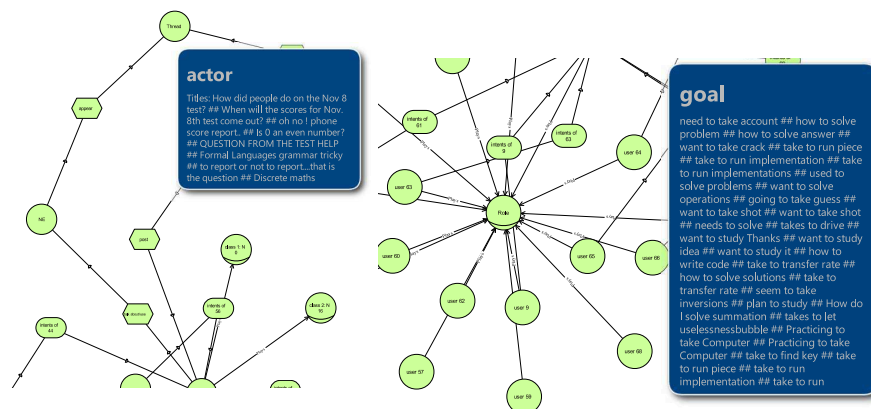 Thread
actor
Titles: How did people do on the Nov 8
test? ## When will the scores for Nov.
8th test come out? ## oh no ! phone
score report.. ## Is 0 an even number?
## QUESTION FROM THE TEST HELP
## Formal Languages grammar tricky
## to report or not to report...that is
the question ## Discrete maths
appear
NE
post
class 1: N
class 2: N
16
intents of
56
intents of
44
intents of
61
intents of
9
intents of
63
user 64
user 63
Role
user 60
user 65
user 66
user 62
user 9
user 57
user 68
user 59
goal
need to take account ## how to solve
problem ## how to solve answer ##
want to take crack ## take to run piece
## take to run implementation ## take
to run implementations ## used to
solve problems ## want to solve
operations ## going to take guess ##
want to take shot ## want to take shot
## needs to solve ## takes to drive ##
want to study Thanks ## want to study
idea ## want to study it ## how to
write code ## take to transfer rate ##
how to solve solutions ## take to
transfer rate ## seem to take
inversions ## plan to study ## How do
I solve summation ## takes to let
uselessnessbubble ## Practicing to
take Computer ## Practicing to take
Computer ## take to find key ## take
to run piece ## take to run
implementation ## take to run